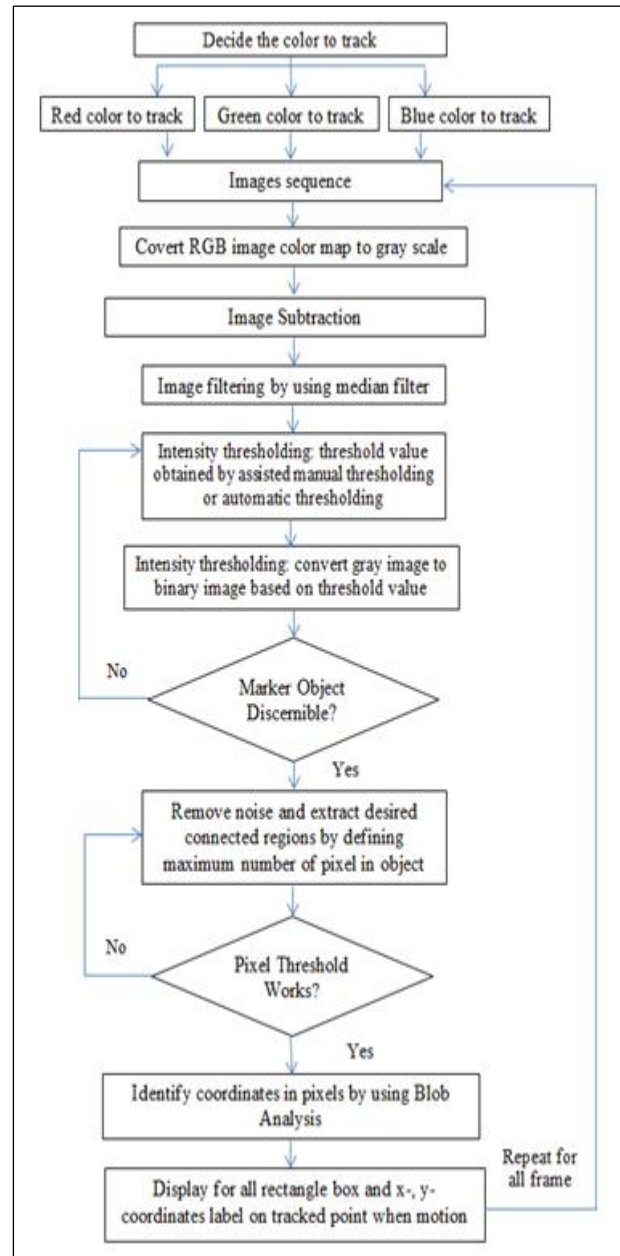 Decide the color to track
Red color to track
Green color to track
Blue color to track
Images sequence
Covert RGB image color map to gray scale
Image Subtraction
Image filtering by using median filter
Intensity thresholding: threshold value
obtained by assisted manual thresholding
or automatic thresholding
Intensity thresholding: convert gray image to
binary image based on threshold value
No
Marker Object
Discernible?
Yes
Remove noise and extract desired
connected regions by defining
maximum number of pixel in object
No
Pixel Threshold
Works?
Yes
Identify coordinates in pixels by using Blob
Analysis
Repeat for
all frame
Display for all rectangle box and x-, y-
coordinates label on tracked point when motion